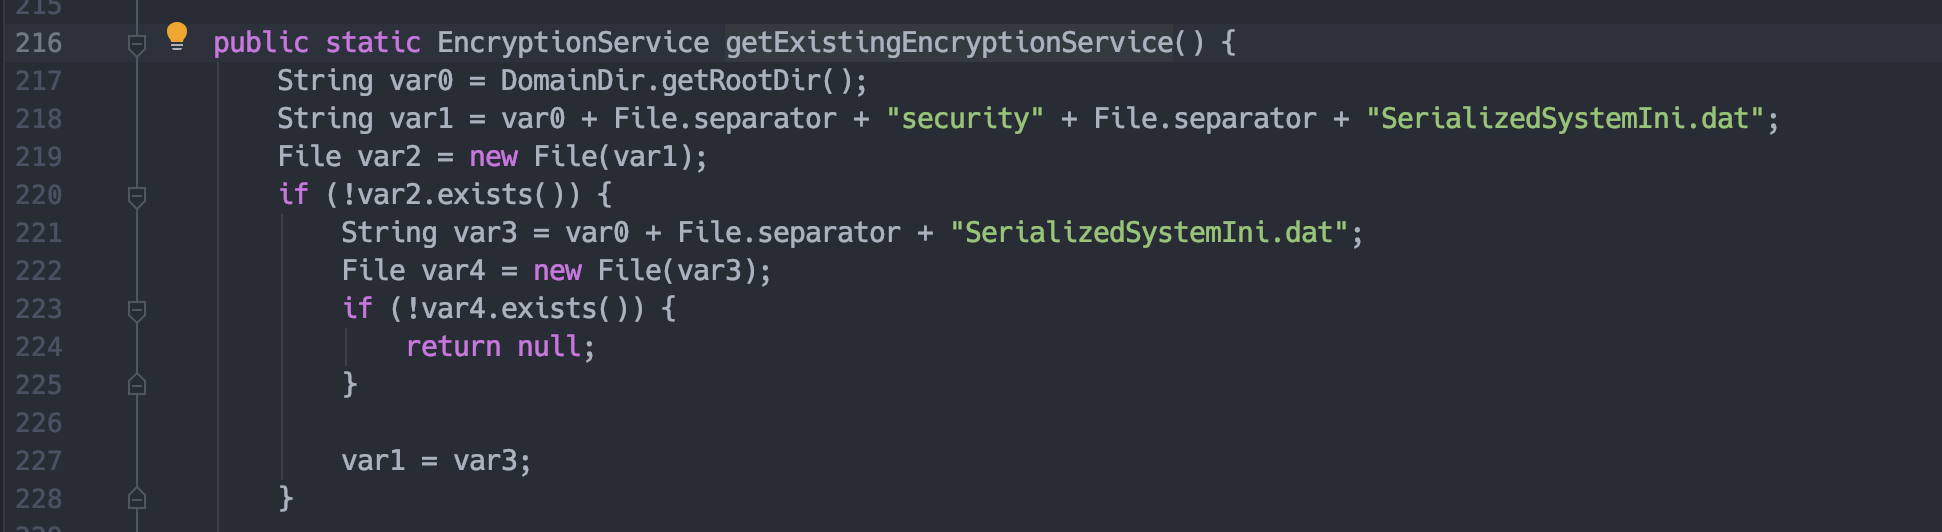 215
216 public static EncryptionService getExistingEncryptionService() {
217 String var0 = DomainDir.getRootDir();
218 String var1 = var0 + File.separator + "security" + File.separator + "SerializedSystemIni.dat";
219 File var2 = new File(var1);
220 if (!var2.exists()) {
221 String var3 = var0 + File.separator + "SerializedSystemIni.dat";
222 File var4 = new File(var3);
223 if (!var4.exists()) {
224 return null;
225 }
226
227 var1 = var3;
228 }
229